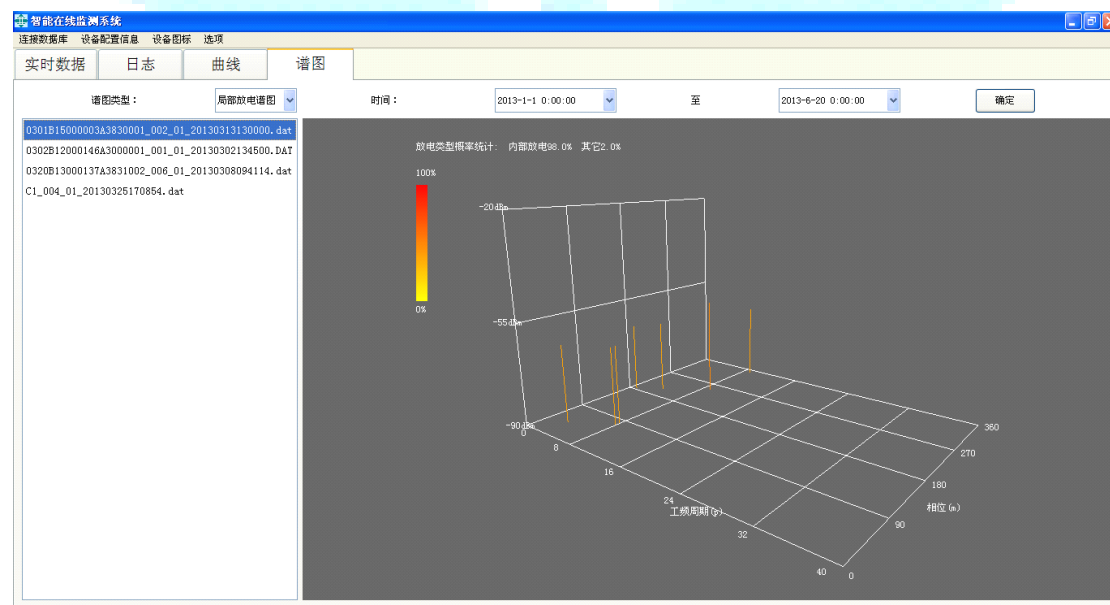 智能在线监测系统
连接数据库 设备配置信息 设备图标 选项
实时数据 日志 曲线 谱图
谱图类型： 局部放电谱图 时间： 2013-1-1 0:00:00 至 2013-6-20 0:00:00 确定
0301B15000003A3830001_002_01_20130313130000.dat
0302B12000146A3000001_001_01_20130302134500.DAT
0320B13000137A3831002_006_01_20130308094114.dat
C1_004_01_20130325170854.dat
放电类型概率统计： 内部放电98.0% 其它2.0%
100%
0%
-20dBm
-55dBm
-90dBm
0
8
16
24
32
40
工频周期(p)
0
90
180
270
360
相位(m)